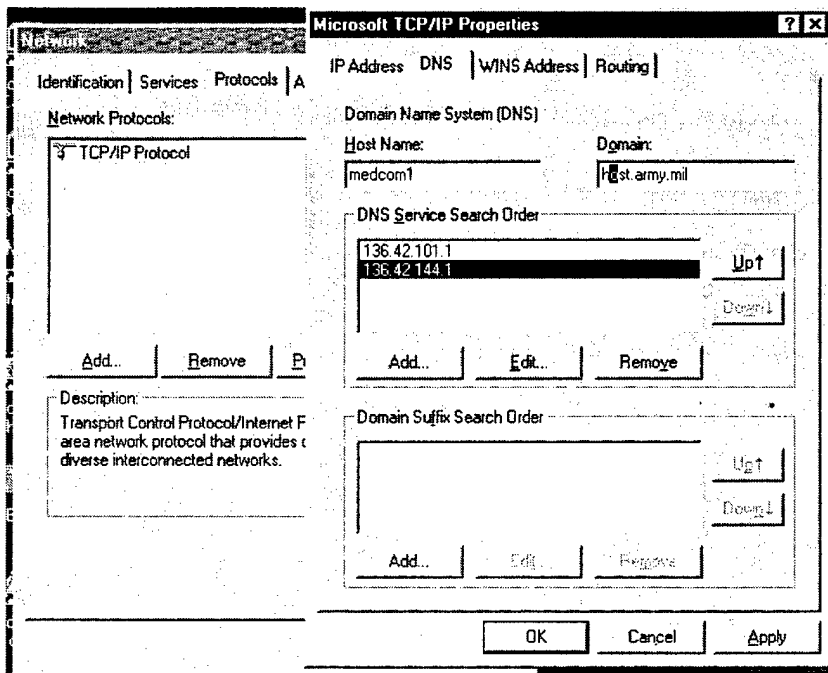 Network
Identification Services Protocols A
Network Protocols:
TCP/IP Protocol
Add... Remove
Description:
Transport Control Protocol/Internet
area network protocol that provides
diverse interconnected networks.
Microsoft TCP/IP Properties ? X
IP Address DNS WINS Address Routing
Domain Name System (DNS)
Host Name: Domain:
medcom1 host.army.mil
DNS Service Search Order
136.42.101.1
136.42.144.1
Up↑
Down↓
Add... Edit... Remove
Domain Suffix Search Order
Up↑
Down↓
Add... Edit... Remove
OK Cancel Apply